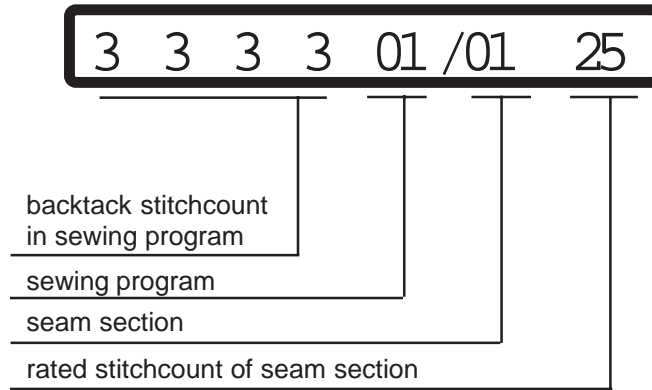 3 3 3 3 01 /01 25
backtack stitchcount
in sewing program
sewing program
seam section
rated stitchcount of seam section